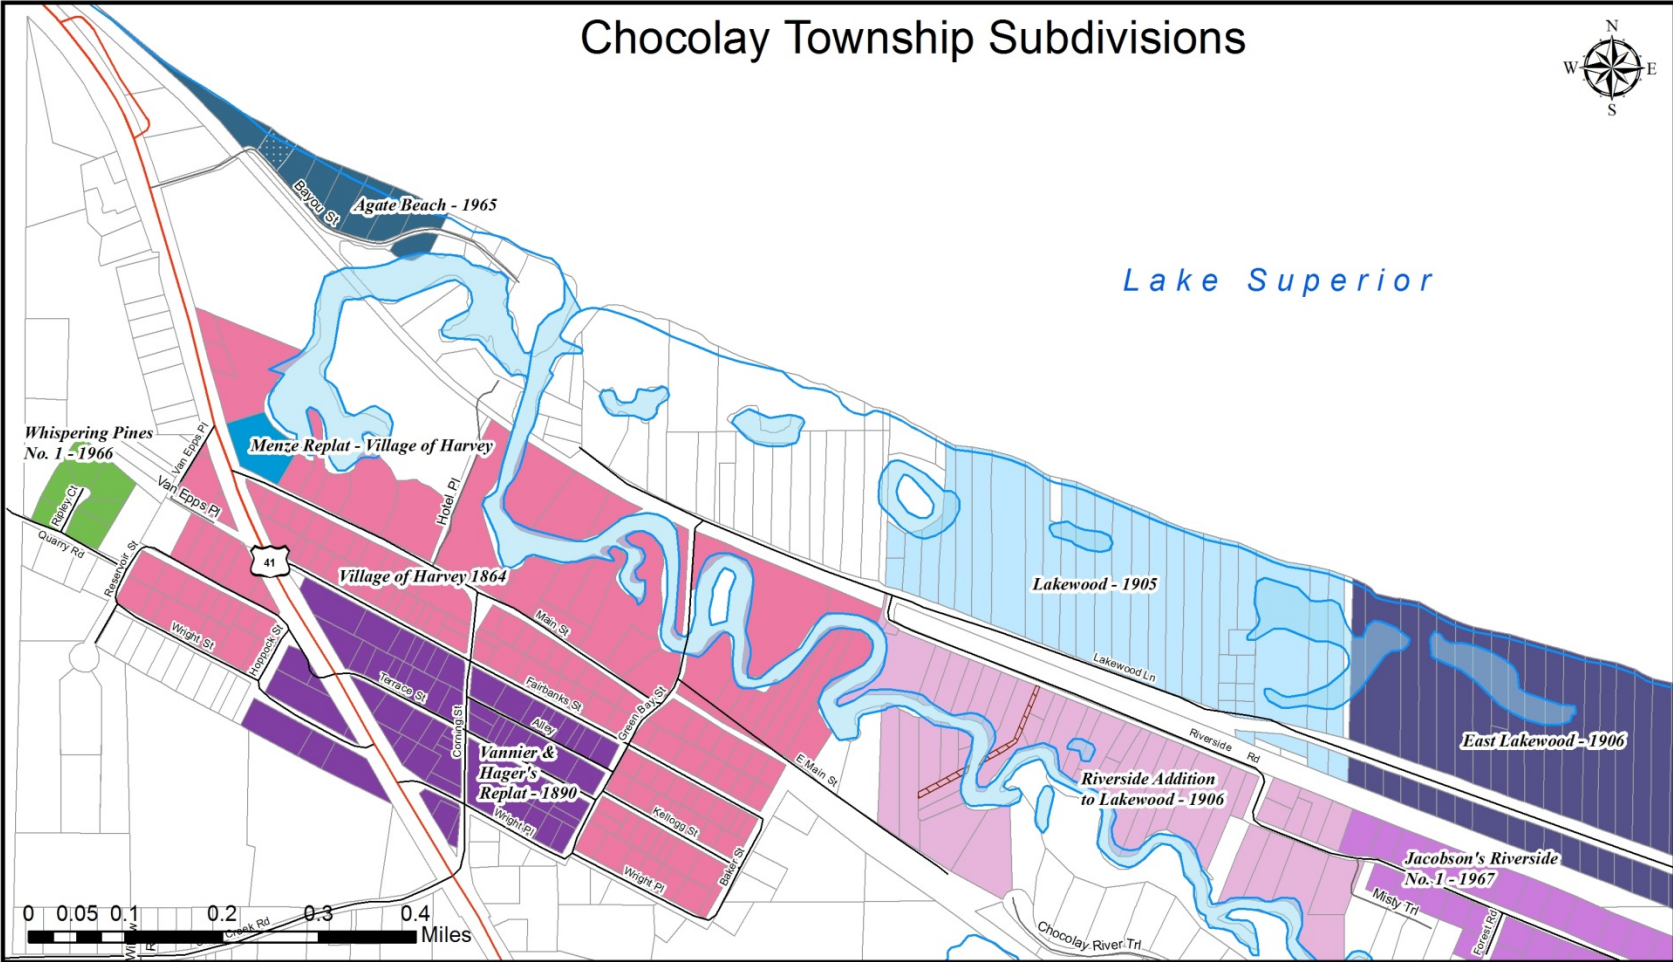 Chocolay Township Subdivisions
N
W
E
S
Bayou St
Agate Beach - 1965
Lake Superior
Whispering Pines
No. 1 - 1966
Van Epps Pl
Menze Replat - Village of Harvey
Van Epps Pl
Ripley Ct
Hotel Pl
Quarry Rd
Reservoir St
41
Village of Harvey 1864
Lakewood - 1905
Main St
Wright St
Hoppock St
Lakewood Ln
Terrace St
Fairbanks St
Green Bay St
Alley
Corning St
Riverside Rd
East Lakewood - 1906
Vannier &
Hager's
Replat - 1890
E Main St
Riverside Addition
to Lakewood - 1906
Wright Pl
Kellogg St
Jacobson's Riverside
No. 1 - 1967
Baker St
Wright Pl
Misty Trl
Forest Rd
Chocolay River Trl
0 0.05 0.1 0.2 0.3 0.4
Miles
Creek Rd